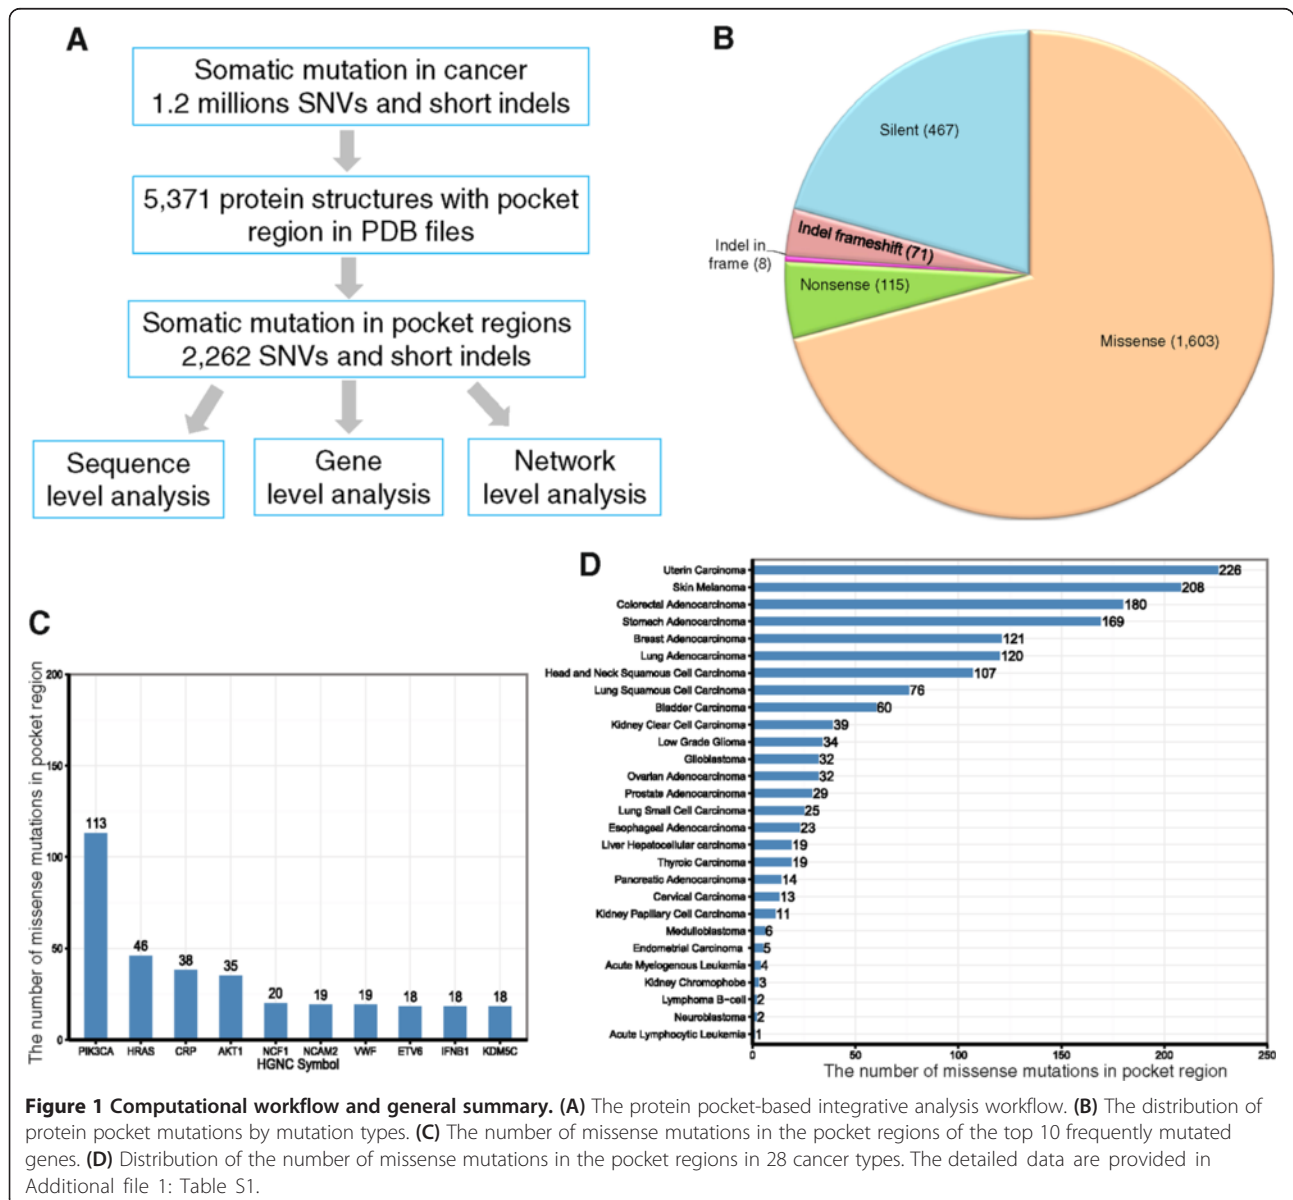 A
Somatic mutation in cancer
1.2 millions SNVs and short indels
5,371 protein structures with pocket
region in PDB files
Somatic mutation in pocket regions
2,262 SNVs and short indels
Sequence
level analysis
Gene
level analysis
Network
level analysis
B
Silent (467)
Indel frameshift (71)
Indel in
frame (8)
Nonsense (115)
Missense (1,603)
C
The number of missense mutations in pocket region
200
150
100
50
0
113
46
38
35
20
19
19
18
18
18
PIK3CA HRAS CRP AKT1 NCF1 NCAM2 VWF ETV6 IFNB1 KDM5C
HGNC Symbol
D
Uterin Carcinoma 226
Skin Melanoma 208
Colorectal Adenocarcinoma 180
Stomach Adenocarcinoma 169
Breast Adenocarcinoma 121
Lung Adenocarcinoma 120
Head and Neck Squamous Cell Carcinoma 107
Lung Squamous Cell Carcinoma 76
Bladder Carcinoma 60
Kidney Clear Cell Carcinoma 39
Low Grade Glioma 34
Glioblastoma 32
Ovarian Adenocarcinoma 32
Prostate Adenocarcinoma 29
Lung Small Cell Carcinoma 25
Esophageal Adenocarcinoma 23
Liver Hepatocellular carcinoma 19
Thyroic Carcinoma 19
Pancreatic Adenocarcinoma 14
Cervical Carcinoma 13
Kidney Papillary Cell Carcinoma 11
Medulloblastoma 6
Endometrial Carcinoma 5
Acute Myelogenous Leukemia 4
Kidney Chromophobe 3
Lymphoma B-cell 2
Neuroblastoma 2
Acute Lymphocytic Leukemia 1
0 50 100 150 200 250
The number of missense mutations in pocket region
Figure 1 Computational workflow and general summary. (A) The protein pocket-based integrative analysis workflow. (B) The distribution of
protein pocket mutations by mutation types. (C) The number of missense mutations in the pocket regions of the top 10 frequently mutated
genes. (D) Distribution of the number of missense mutations in the pocket regions in 28 cancer types. The detailed data are provided in
Additional file 1: Table S1.